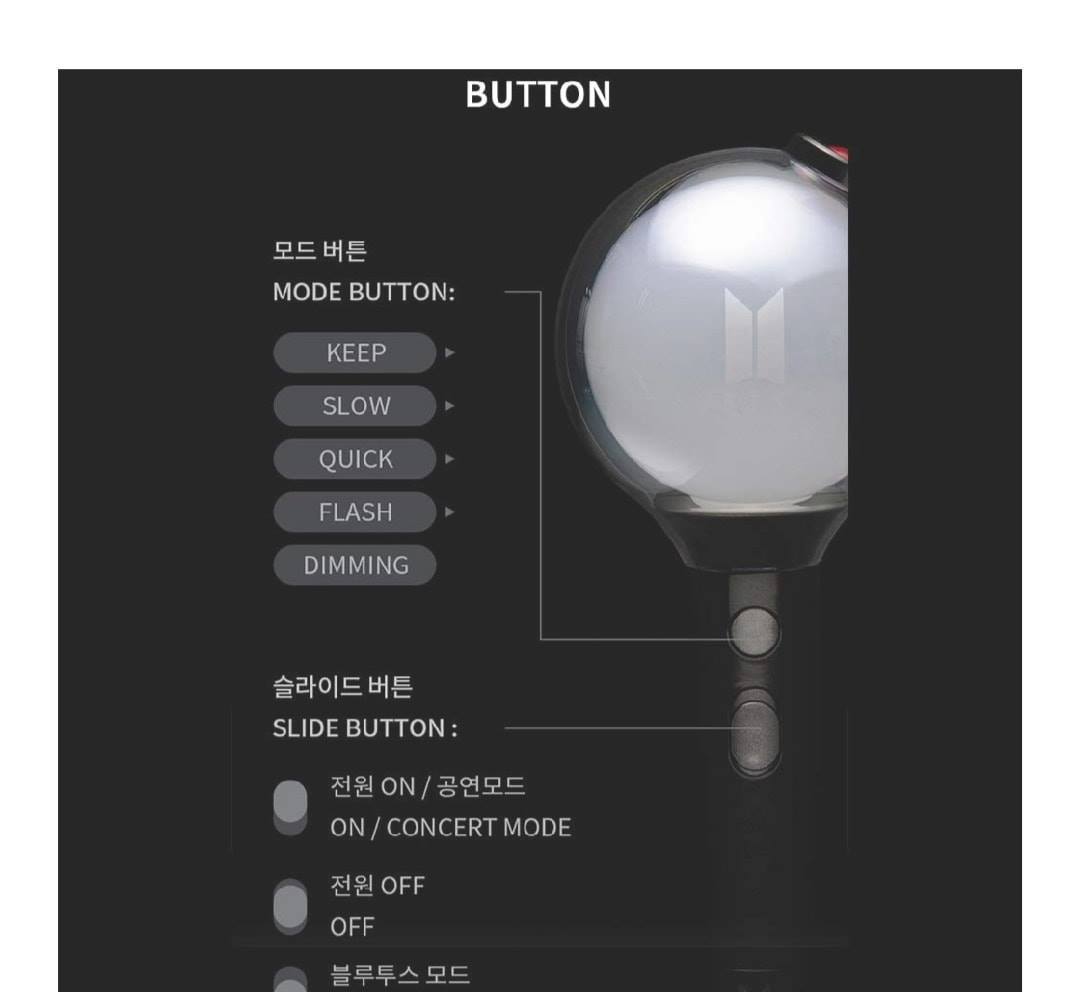 BUTTON
모드 버튼
MODE BUTTON:
KEEP
SLOW
QUICK
FLASH
DIMMING
슬라이드 버튼
SLIDE BUTTON :
전원 ON / 공연모드
ON / CONCERT MODE
전원 OFF
OFF
블루투스 모드